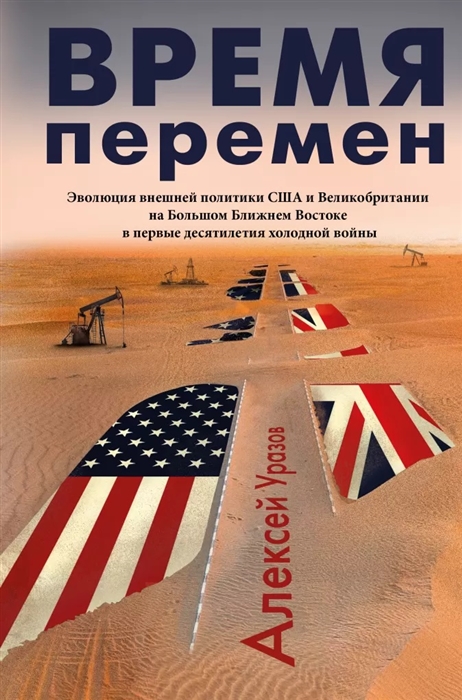 ВРЕМЯ
перемен
Эволюция внешней политики США и Великобритании
на Большом Ближнем Востоке
в первые десятилетия холодной войны
Алексей Уразов